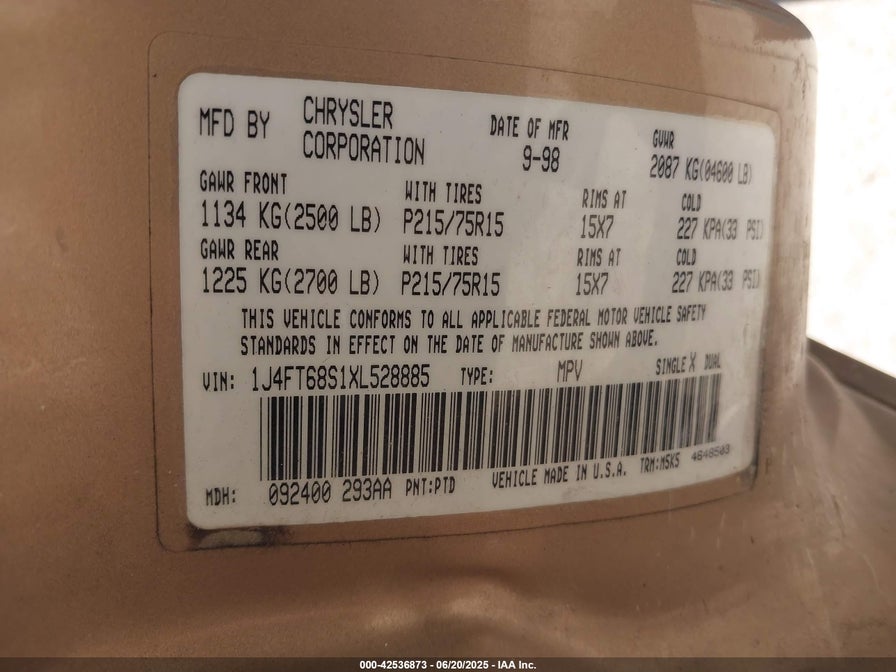 MFD BY CHRYSLER CORPORATION DATE OF MFR 9-98 GVWR 2087 KG(04600 LB)
GAWR FRONT WITH TIRES RIMS AT COLD
1134 KG(2500 LB) P215/75R15 15X7 227 KPA(33 PSI)
GAWR REAR WITH TIRES RIMS AT COLD
1225 KG(2700 LB) P215/75R15 15X7 227 KPA(33 PSI)
THIS VEHICLE CONFORMS TO ALL APPLICABLE FEDERAL MOTOR VEHICLE SAFETY
STANDARDS IN EFFECT ON THE DATE OF MANUFACTURE SHOWN ABOVE.
VIN: 1J4FT68S1XL528885 TYPE: MPV SINGLE X DUAL
MDH: 092400 293AA PNT:PTD VEHICLE MADE IN U.S.A. TRM:M5K5 4648503
000-42536873 - 06/20/2025 - IAA Inc.